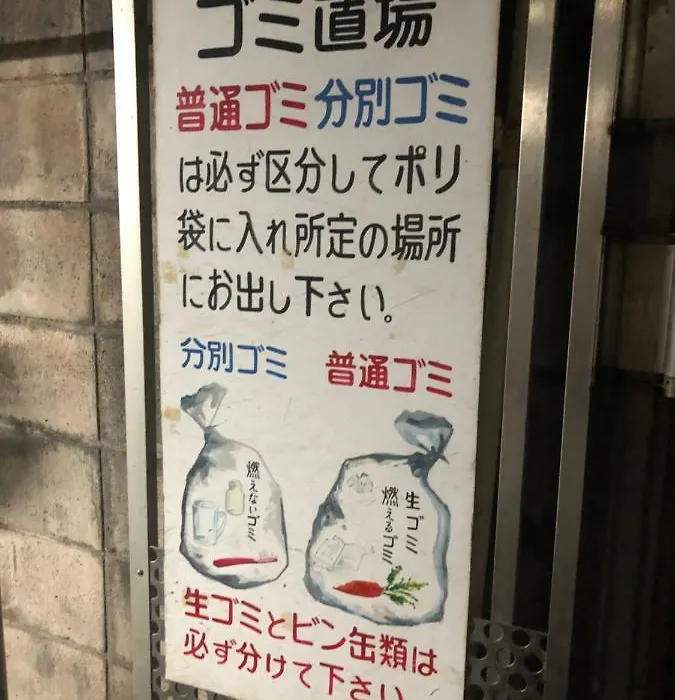 ゴミ置場
普通ゴミ 分別ゴミ
は必ず区分してポリ
袋に入れ所定の場所
にお出し下さい。
分別ゴミ 普通ゴミ
燃えないゴミ
生ゴミ
燃えるゴミ
生ゴミとビン缶類は
必ず分けて下さい。